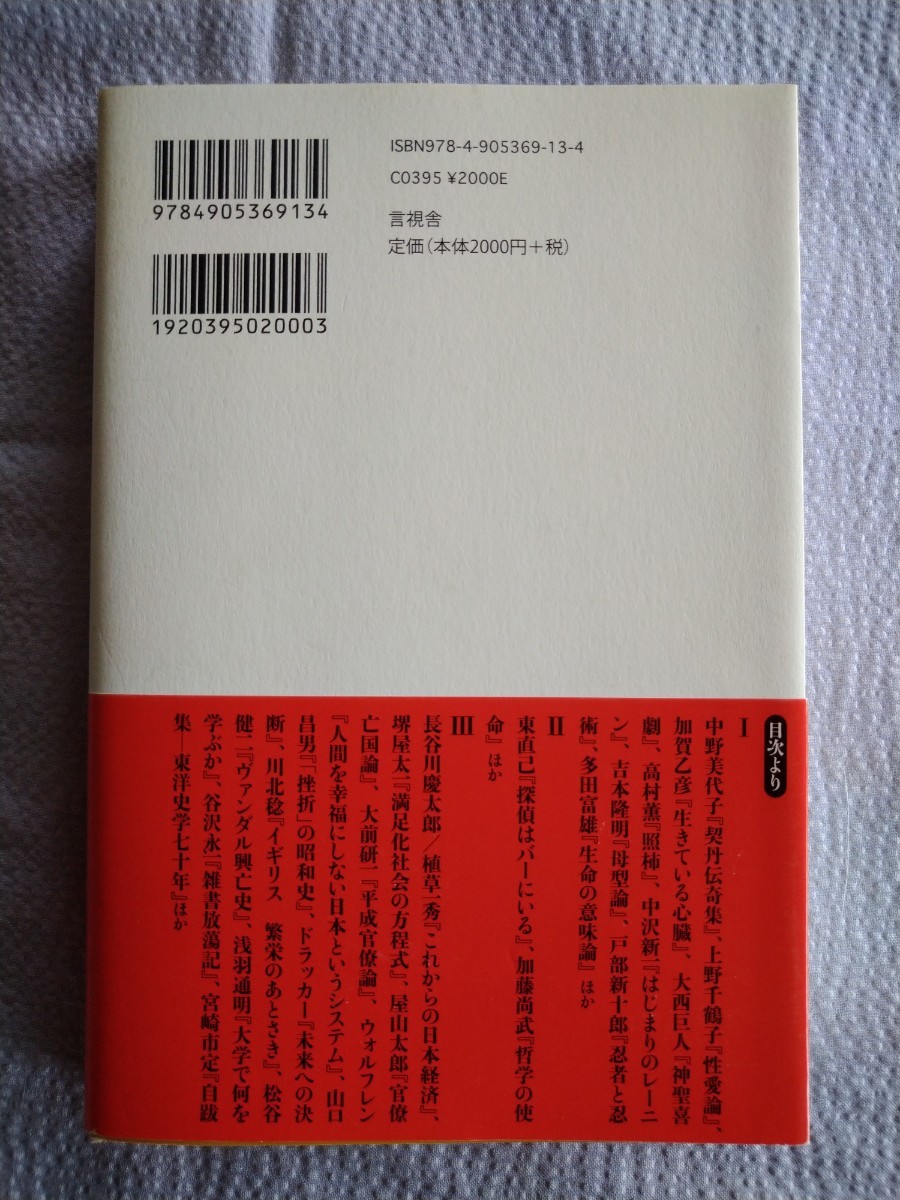 ISBN978-4-905369-13-4
C0395 ¥2000E
9784905369134
言視舎
定価(本体2000円+税)
1920395020003
目次より
Ⅰ
中野美代子『契丹伝奇集』、上野千鶴子『性愛論』、
加賀乙彦『生きている心臓』、大西巨人『神聖喜
劇』、高村薫『照柿』、中沢新一『はじまりのレーニ
ン』、吉本隆明『母型論』、戸部新十郎『忍者と忍
術』、多田富雄『生命の意味論』ほか
Ⅱ
東直己『探偵はバーにいる』、加藤尚武『哲学の使
命』ほか
Ⅲ
長谷川慶太郎/植草一秀『これからの日本経済』、
堺屋太一『満足化社会の方程式』、屋山太郎『官僚
亡国論』、大前研一『平成官僚論』、ウォルフレン
『人間を幸福にしない日本というシステム』、山口
昌男『「挫折」の昭和史』、ドラッカー『未来への決
断』、川北稔『イギリス 繁栄のあとさき』、松谷
健二『ヴァンダル興亡史』、浅羽通明『大学で何を
学ぶか』、谷沢永一『雑書放蕩記』、宮崎市定『自跋
集―東洋史学七十年』ほか